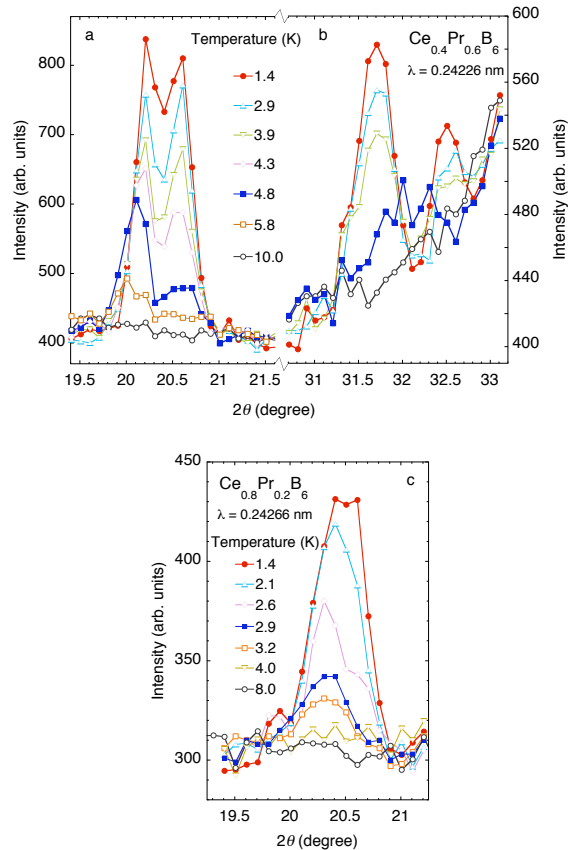 a
Temperature (K)
1.4
2.9
3.9
4.3
4.8
5.8
10.0
800
700
600
500
400
Intensity (arb. units)
19.5 20 20.5 21 21.5
b
Ce0.4Pr0.6B6
λ = 0.24226 nm
600
560
520
480
440
400
Intensity (arb. units)
31 31.5 32 32.5 33
2θ (degree)
c
Ce0.8Pr0.2B6
λ = 0.24266 nm
Temperature (K)
1.4
2.1
2.6
2.9
3.2
4.0
8.0
450
400
350
300
Intensity (arb. units)
19.5 20 20.5 21
2θ (degree)